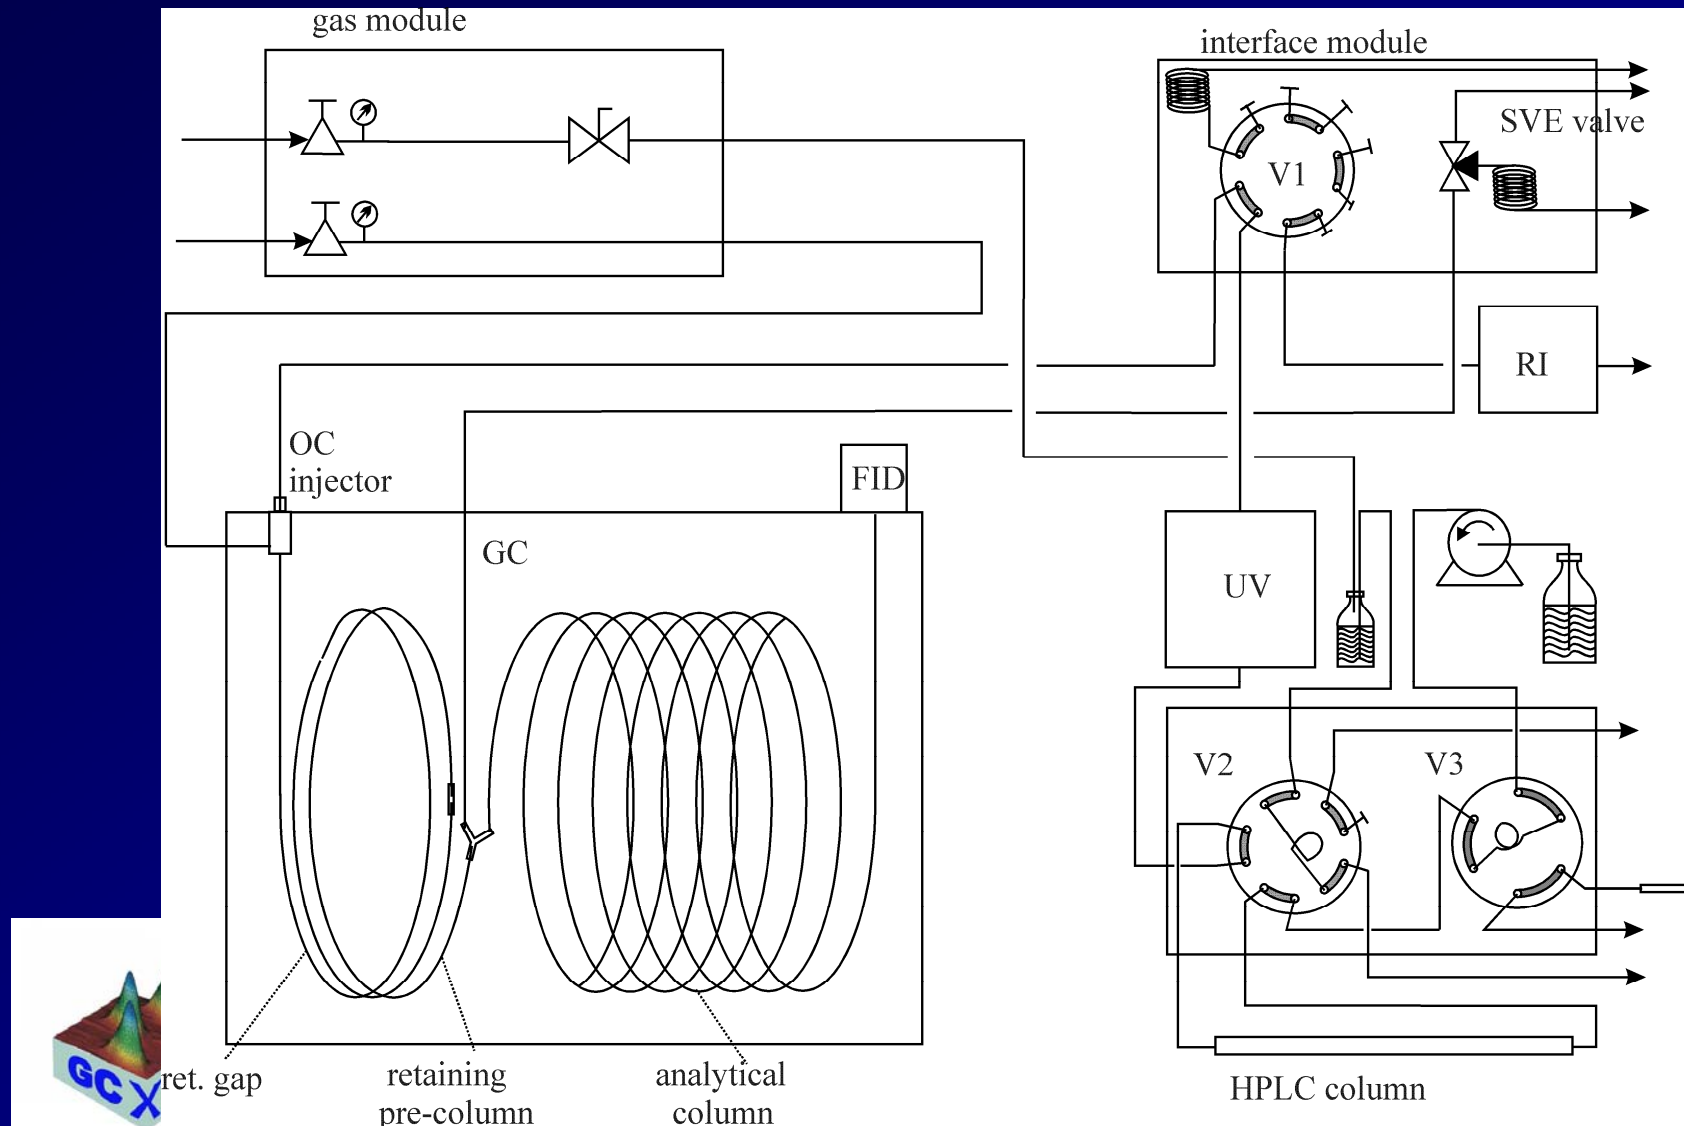 gas module
interface module
SVE valve
V1
RI
OC
injector
FID
GC
UV
V2
V3
ret. gap
retaining
pre-column
analytical
column
HPLC column
GC X